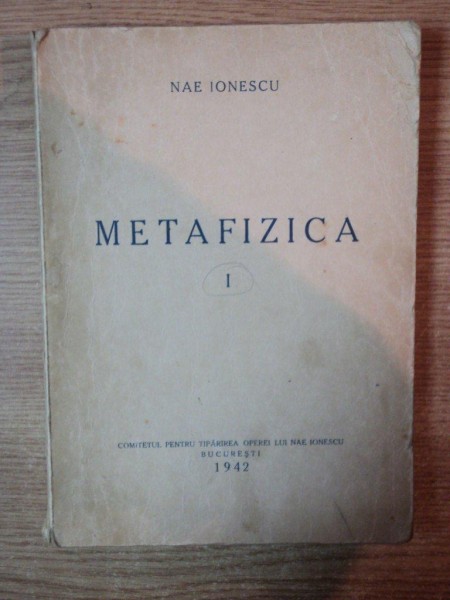 NAE IONESCU
METAFIZICA
I
COMITETUL PENTRU TIPĂRIREA OPEREI LUI NAE IONESCU
BUCUREȘTI
1942